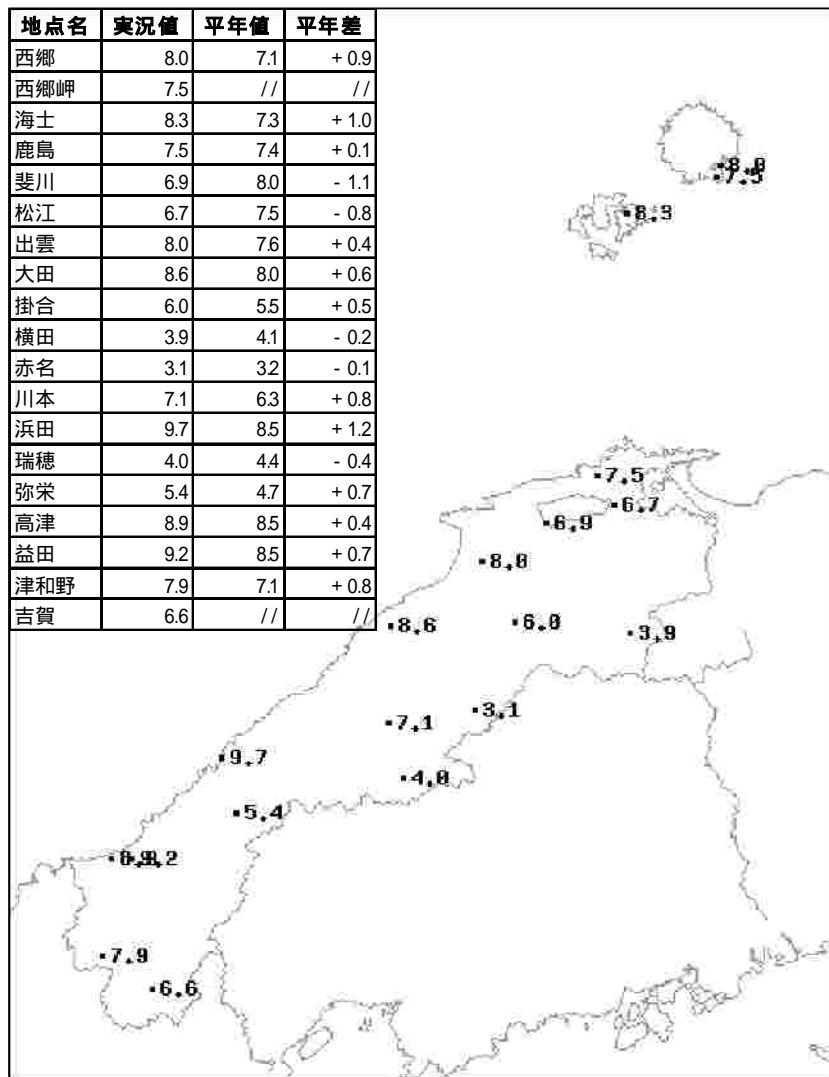 地点名 実況値 平年値 平年差
西郷 8.0 7.1 + 0.9
西郷岬 7.5 // //
海士 8.3 7.3 + 1.0
鹿島 7.5 7.4 + 0.1
斐川 6.9 8.0 - 1.1
松江 6.7 7.5 - 0.8
出雲 8.0 7.6 + 0.4
大田 8.6 8.0 + 0.6
掛合 6.0 5.5 + 0.5
横田 3.9 4.1 - 0.2
赤名 3.1 3.2 - 0.1
川本 7.1 6.3 + 0.8
浜田 9.7 8.5 + 1.2
瑞穂 4.0 4.4 - 0.4
弥栄 5.4 4.7 + 0.7
高津 8.9 8.5 + 0.4
益田 9.2 8.5 + 0.7
津和野 7.9 7.1 + 0.8
吉賀 6.6 // //
8.0
7.5
8.3
7.5
6.7
6.9
8.0
8.6
6.0
3.9
3.1
7.1
9.7
4.0
5.4
7.9
6.6